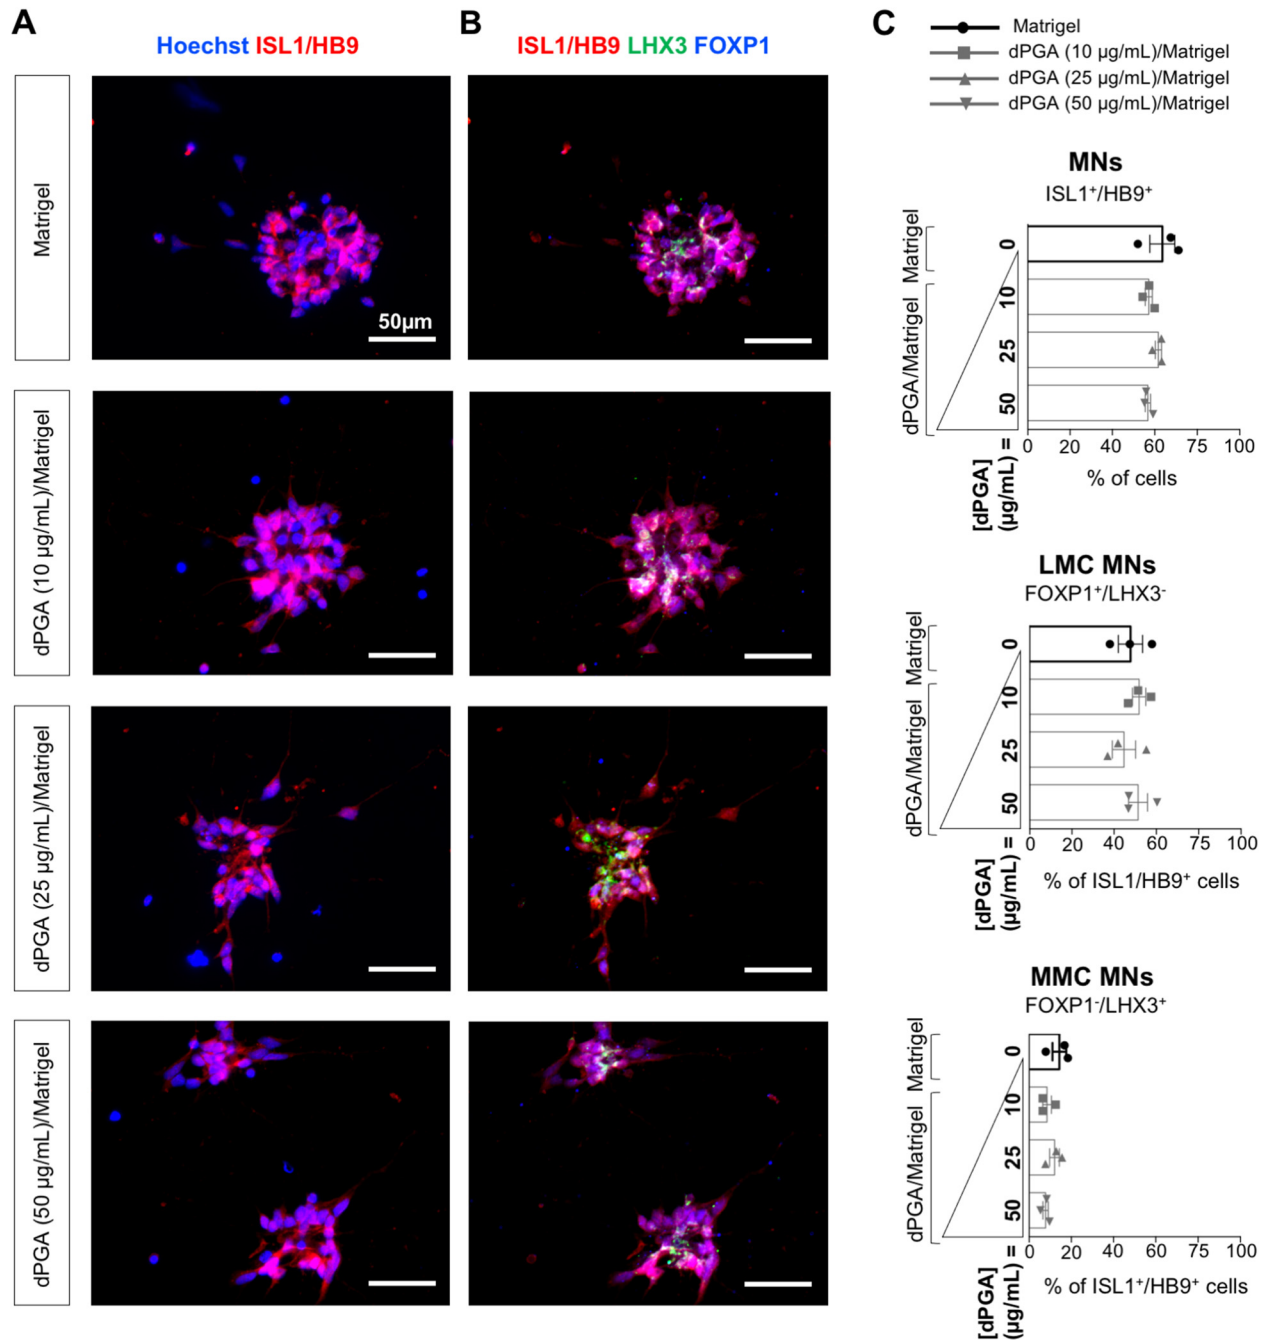 A
Hoechst ISL1/HB9
B
ISL1/HB9 LHX3 FOXP1
C
Matrigel
dPGA (10 µg/mL)/Matrigel
dPGA (25 µg/mL)/Matrigel
dPGA (50 µg/mL)/Matrigel
Matrigel
50µm
dPGA (10 µg/mL)/Matrigel
dPGA (25 µg/mL)/Matrigel
dPGA (50 µg/mL)/Matrigel
MNs
ISL1⁺/HB9⁺
Matrigel
dPGA/Matrigel
0
10
25
50
[dPGA]
(µg/mL) =
0 20 40 60 75 100
% of cells
LMC MNs
FOXP1⁺/LHX3⁻
Matrigel
dPGA/Matrigel
0
10
25
50
[dPGA]
(µg/mL) =
0 20 40 60 75 100
% of ISL1/HB9⁺ cells
MMC MNs
FOXP1⁻/LHX3⁺
Matrigel
dPGA/Matrigel
0
10
25
50
[dPGA]
(µg/mL) =
0 20 40 60 75 100
% of ISL1⁺/HB9⁺ cells